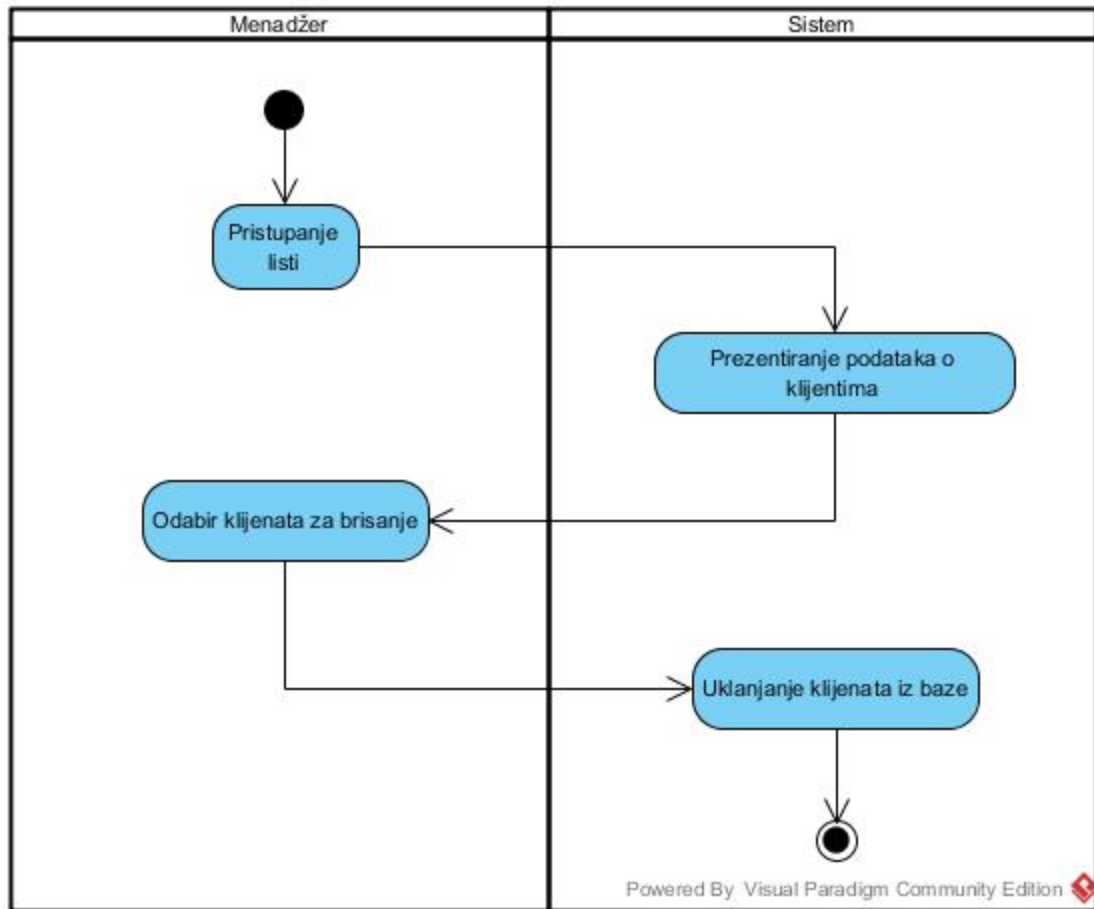 Menadžer
Sistem
Pristupanje
listi
Prezentiranje podataka o
klijentima
Odabir klijenata za brisanje
Uklanjanje klijenata iz baze
Powered By Visual Paradigm Community Edition